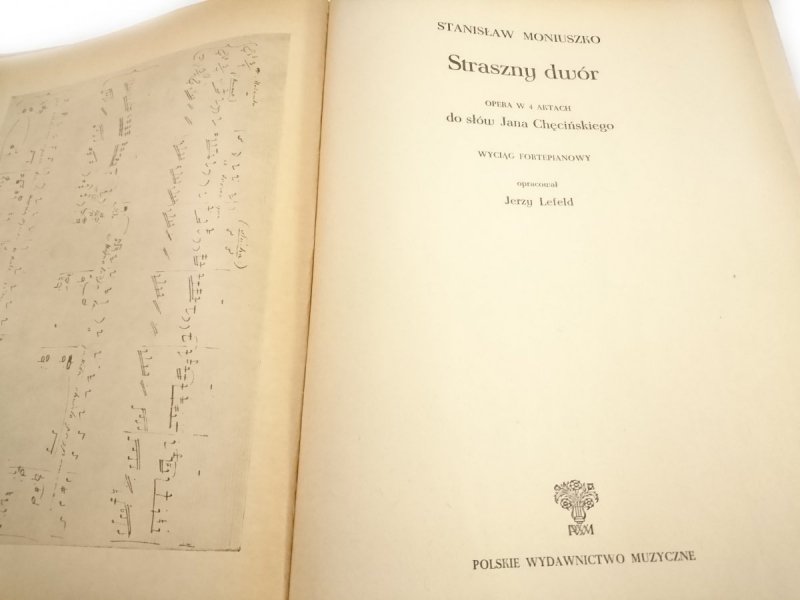 STANISŁAW MONIUSZKO
Straszny dwór
OPERA W 4 AKTACH
do słów Jana Chęcińskiego
WYCIĄG FORTEPIANOWY
opracował
Jerzy Lefeld
PWM
POLSKIE WYDAWNICTWO MUZYCZNE